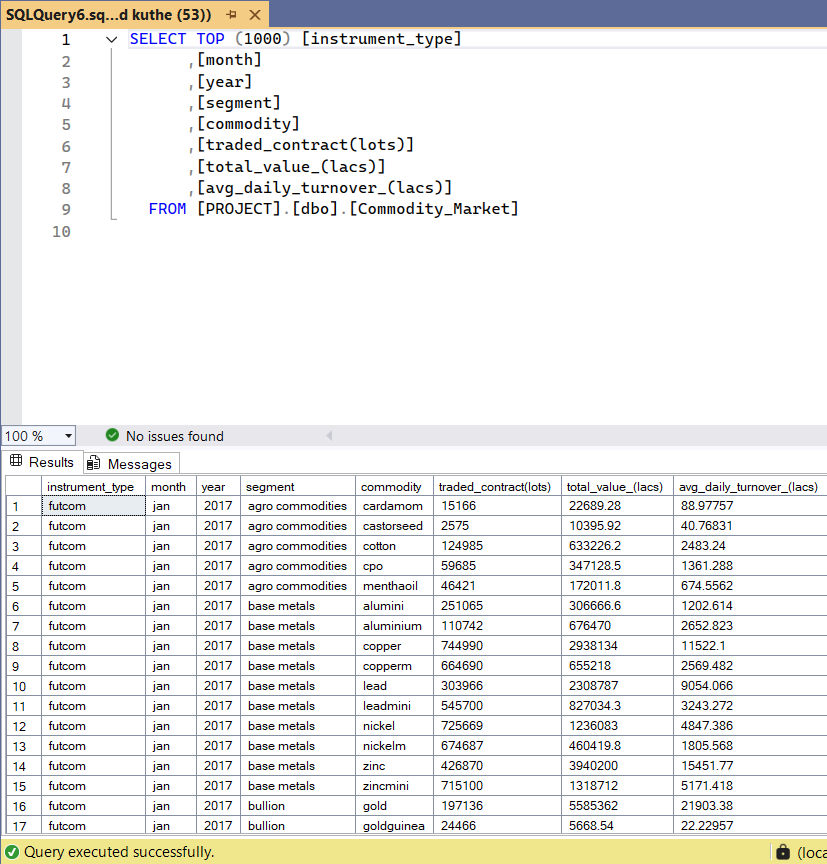 SQLQuery6.sq...d kuthe (53))
1 SELECT TOP (1000) [instrument_type]
2 ,[month]
3 ,[year]
4 ,[segment]
5 ,[commodity]
6 ,[traded_contract(lots)]
7 ,[total_value_(lacs)]
8 ,[avg_daily_turnover_(lacs)]
9 FROM [PROJECT].[dbo].[Commodity_Market]
10
100 % No issues found
Results Messages
instrument_type month year segment commodity traded_contract(lots) total_value_(lacs) avg_daily_turnover_(lacs)
1 futcom jan 2017 agro commodities cardamom 15166 22689.28 88.97757
2 futcom jan 2017 agro commodities castorseed 2575 10395.92 40.76831
3 futcom jan 2017 agro commodities cotton 124985 633226.2 2483.24
4 futcom jan 2017 agro commodities cpo 59685 347128.5 1361.288
5 futcom jan 2017 agro commodities menthaoil 46421 172011.8 674.5562
6 futcom jan 2017 base metals alumini 251065 306666.6 1202.614
7 futcom jan 2017 base metals aluminium 110742 676470 2652.823
8 futcom jan 2017 base metals copper 744990 2938134 11522.1
9 futcom jan 2017 base metals copperm 664690 655218 2569.482
10 futcom jan 2017 base metals lead 303966 2308787 9054.066
11 futcom jan 2017 base metals leadmini 545700 827034.3 3243.272
12 futcom jan 2017 base metals nickel 725669 1236083 4847.386
13 futcom jan 2017 base metals nickelm 674687 460419.8 1805.568
14 futcom jan 2017 base metals zinc 426870 3940200 15451.77
15 futcom jan 2017 base metals zincmini 715100 1318712 5171.418
16 futcom jan 2017 bullion gold 197136 5585362 21903.38
17 futcom jan 2017 bullion goldguinea 24466 5668.54 22.22957
Query executed successfully. (loca